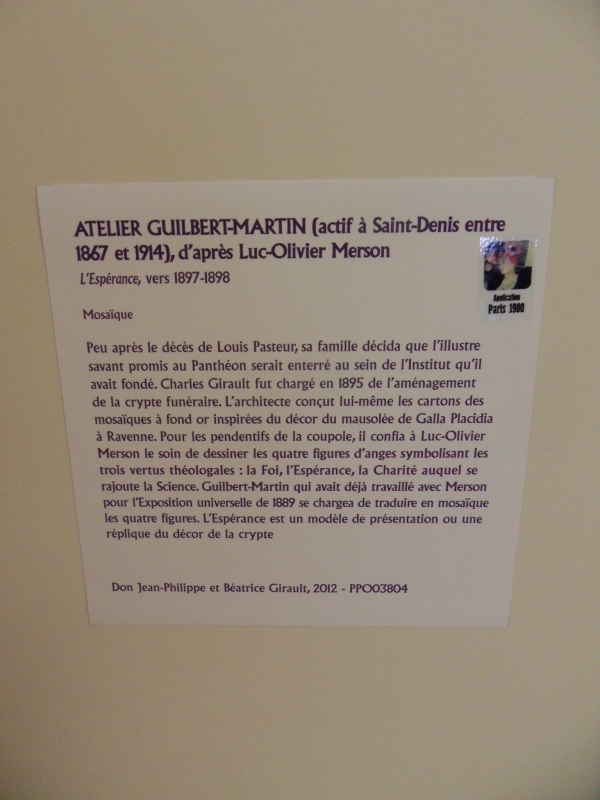 ATELIER GUILBERT-MARTIN (actif à Saint-Denis entre
1867 et 1914), d'après Luc-Olivier Merson
L'Espérance, vers 1897-1898
Application
Paris 1900
Mosaïque
Peu après le décès de Louis Pasteur, sa famille décida que l'illustre
savant promis au Panthéon serait enterré au sein de l'Institut qu'il
avait fondé. Charles Girault fut chargé en 1895 de l'aménagement
de la crypte funéraire. L'architecte conçut lui-même les cartons des
mosaïques à fond or inspirées du décor du mausolée de Galla Placidia
à Ravenne. Pour les pendentifs de la coupole, il confia à Luc-Olivier
Merson le soin de dessiner les quatre figures d'anges symbolisant les
trois vertus théologales : la Foi, l'Espérance, la Charité auquel se
rajoute la Science. Guilbert-Martin qui avait déjà travaillé avec Merson
pour l'Exposition universelle de 1889 se chargea de traduire en mosaïque
les quatre figures. L'Espérance est un modèle de présentation ou une
réplique du décor de la crypte
Don Jean-Philippe et Béatrice Girault, 2012 - PPO03804